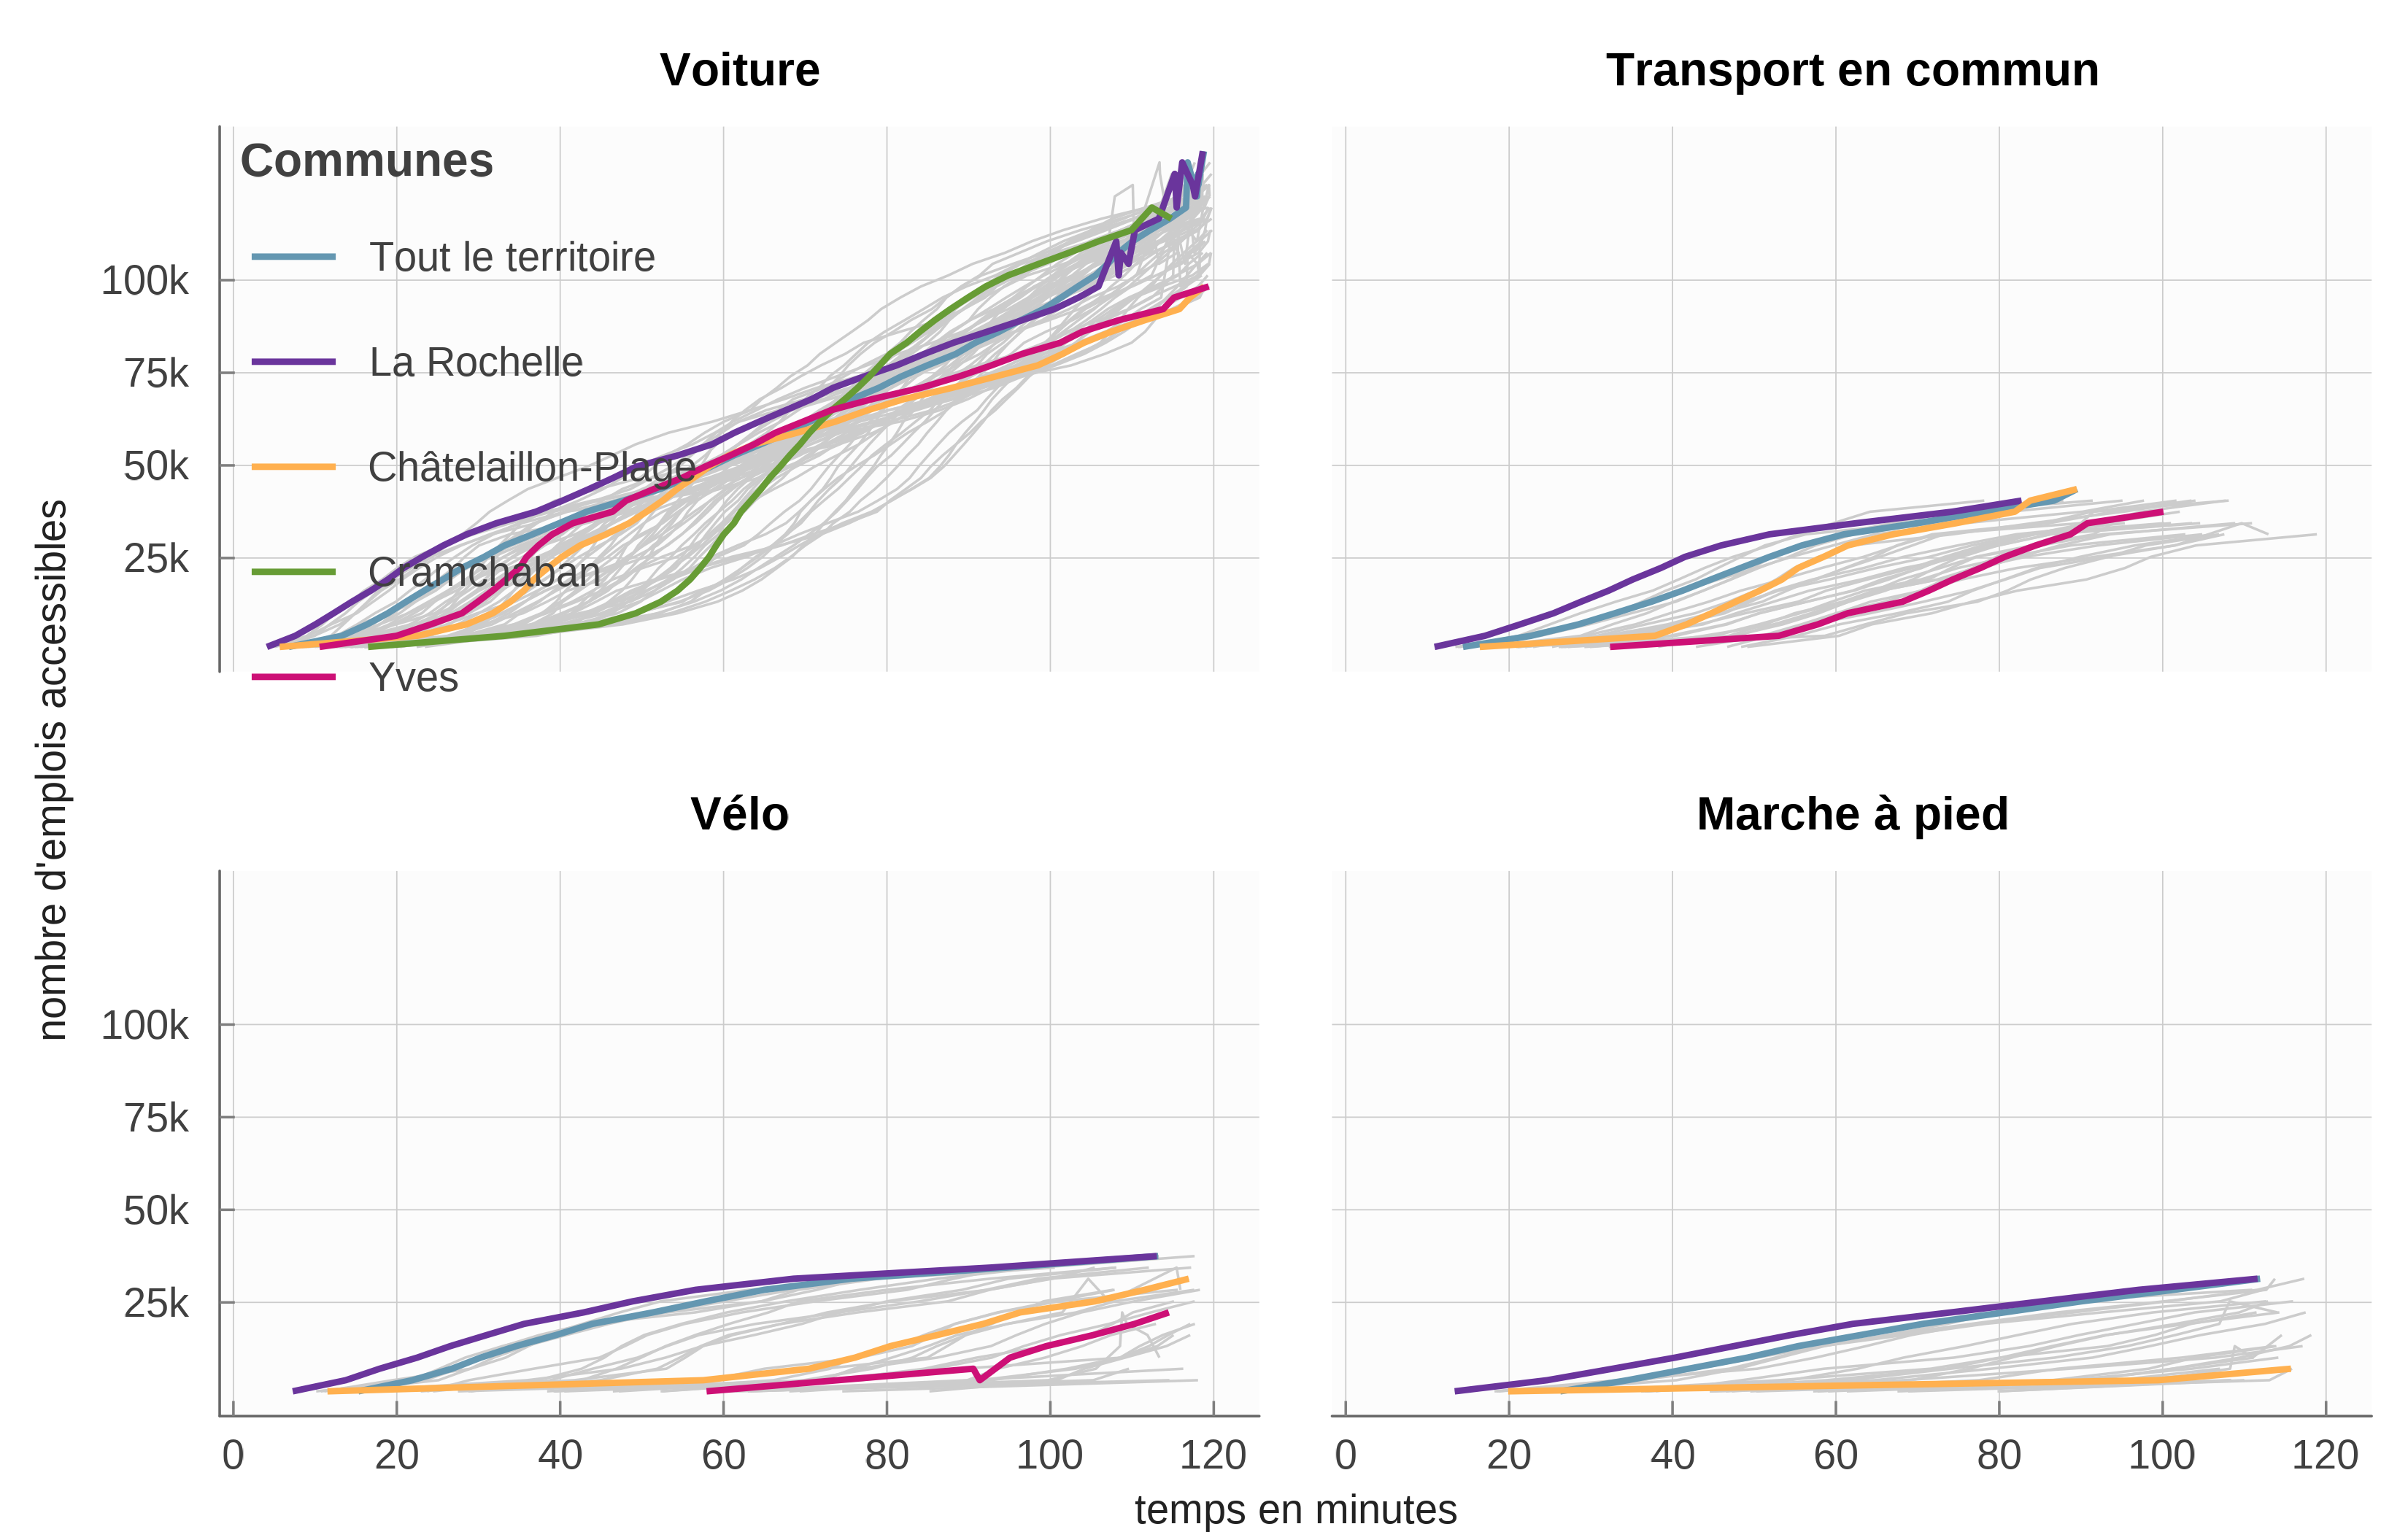 Voiture
Transport en commun
Communes
Tout le territoire
La Rochelle
Châtelaillon-Plage
Cramchaban
Yves
100k
75k
50k
25k
nombre d'emplois accessibles
Vélo
Marche à pied
100k
75k
50k
25k
0 20 40 60 80 100 120 0 20 40 60 80 100 120
temps en minutes